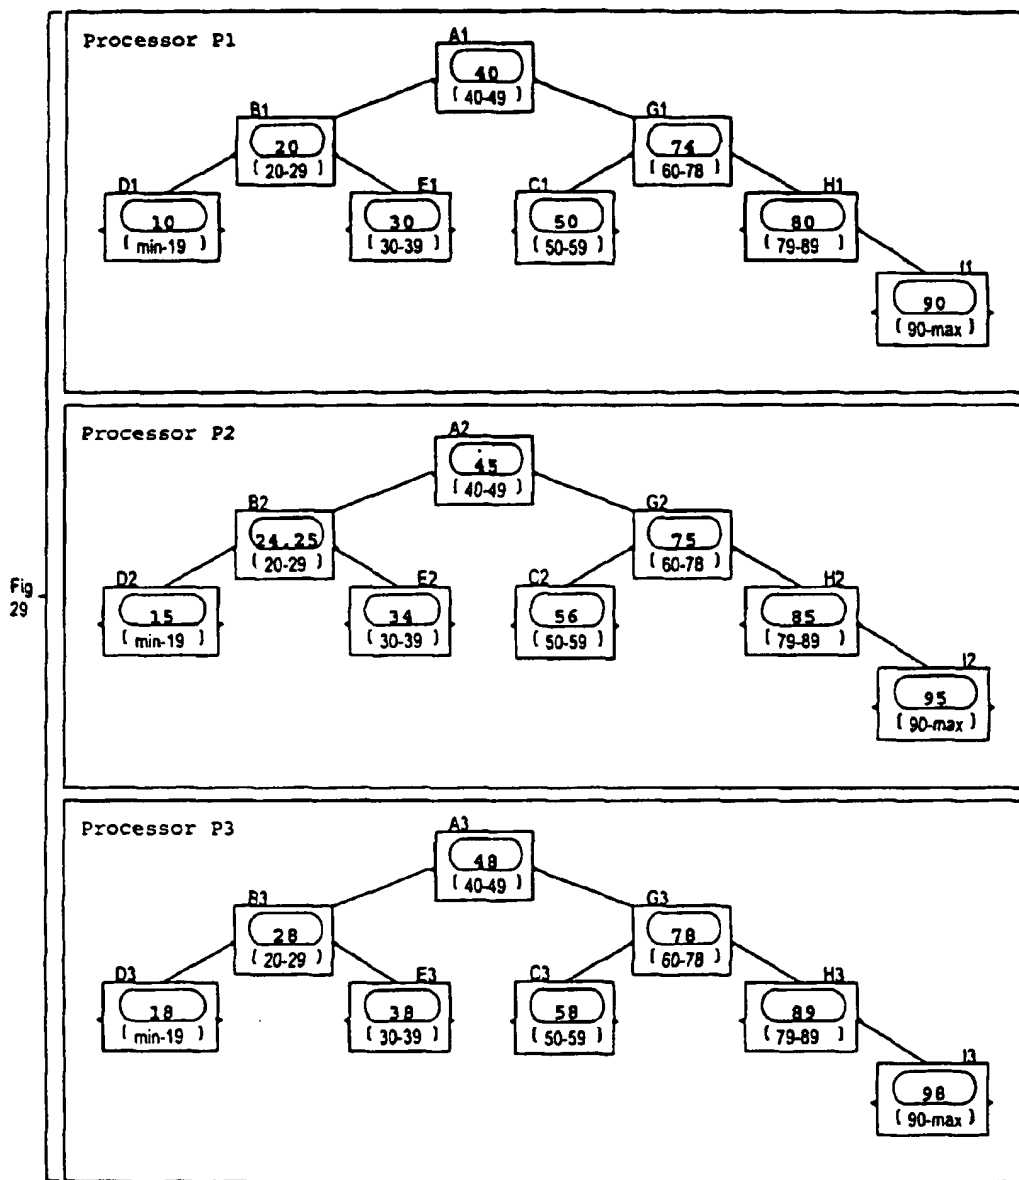 Processor P1
A1
40
( 40-49 )
B1
20
( 20-29 )
G1
74
( 60-78 )
D1
10
( min-19 )
E1
30
( 30-39 )
C1
50
( 50-59 )
H1
80
( 79-89 )
I1
90
( 90-max )
Processor P2
A2
45
( 40-49 )
B2
24,25
( 20-29 )
G2
75
( 60-78 )
D2
15
( min-19 )
E2
34
( 30-39 )
C2
56
( 50-59 )
H2
85
( 79-89 )
I2
95
( 90-max )
Fig
29
Processor P3
A3
48
( 40-49 )
B3
28
( 20-29 )
G3
78
( 60-78 )
D3
18
( min-19 )
E3
38
( 30-39 )
C3
58
( 50-59 )
H3
89
( 79-89 )
I3
98
( 90-max )